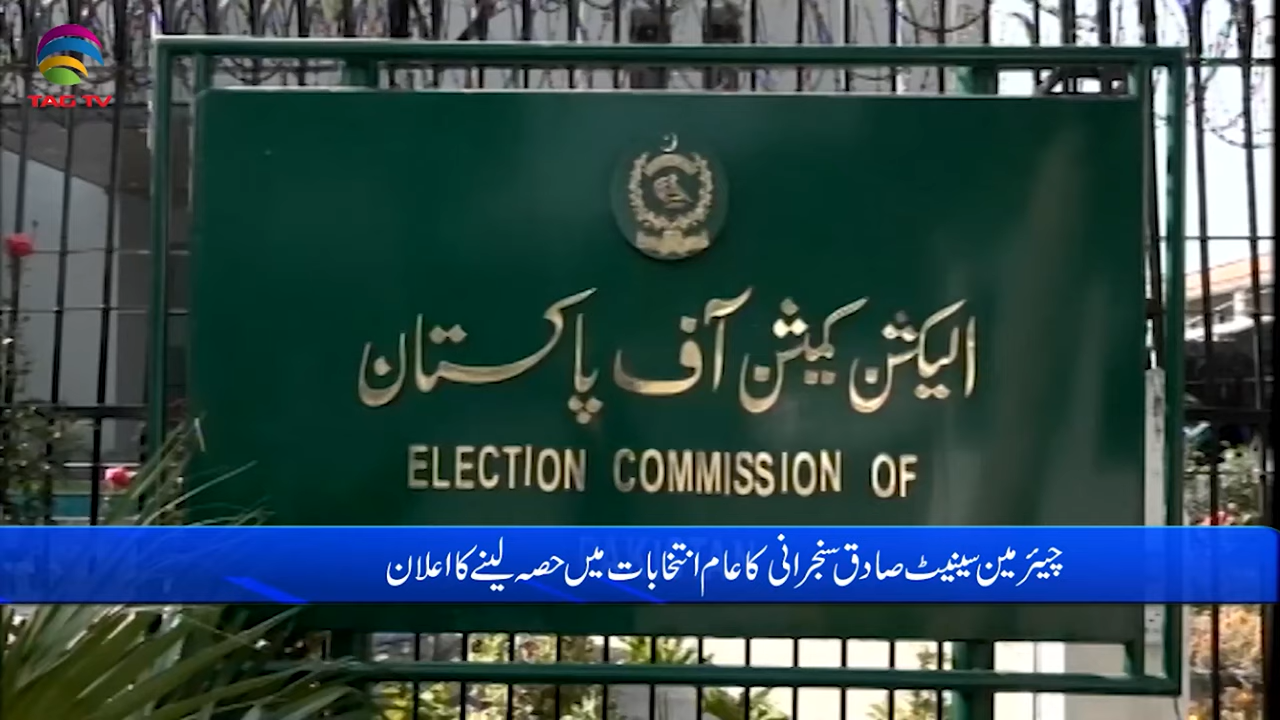 TAG TV
الیکشن کمیشن آف پاکستان
ELECTION COMMISSION OF
PAKISTAN
چیئرمین سینیٹ صادق سنجرانی کا عام انتخابات میں حصہ لینے کا اعلان